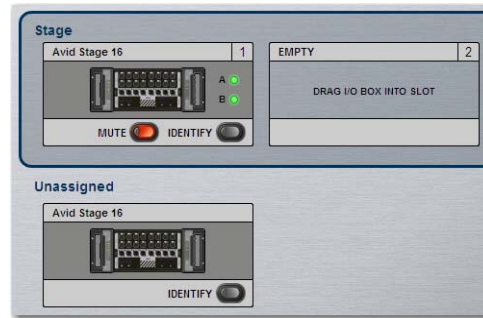 Stage
Avid Stage 16 1
A
B
MUTE IDENTIFY
EMPTY 2
DRAG I/O BOX INTO SLOT
Unassigned
Avid Stage 16
IDENTIFY